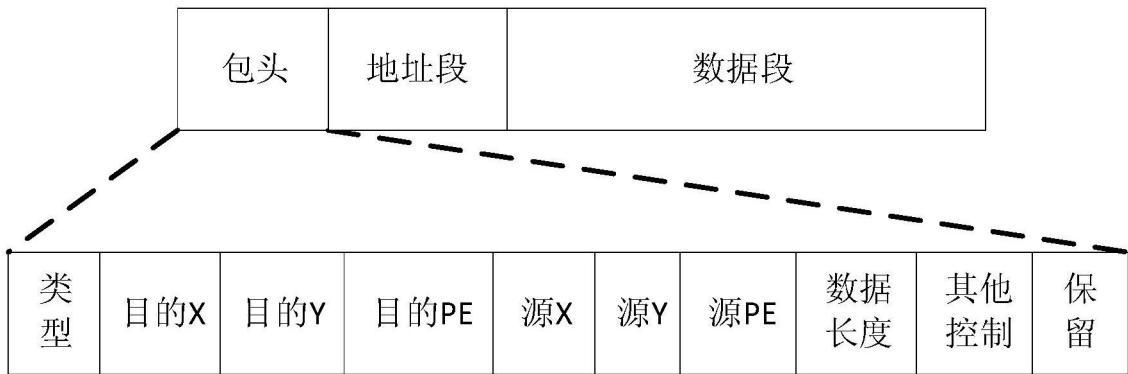 包头
地址段
数据段
类型
目的X
目的Y
目的PE
源X
源Y
源PE
数据长度
其他控制
保留